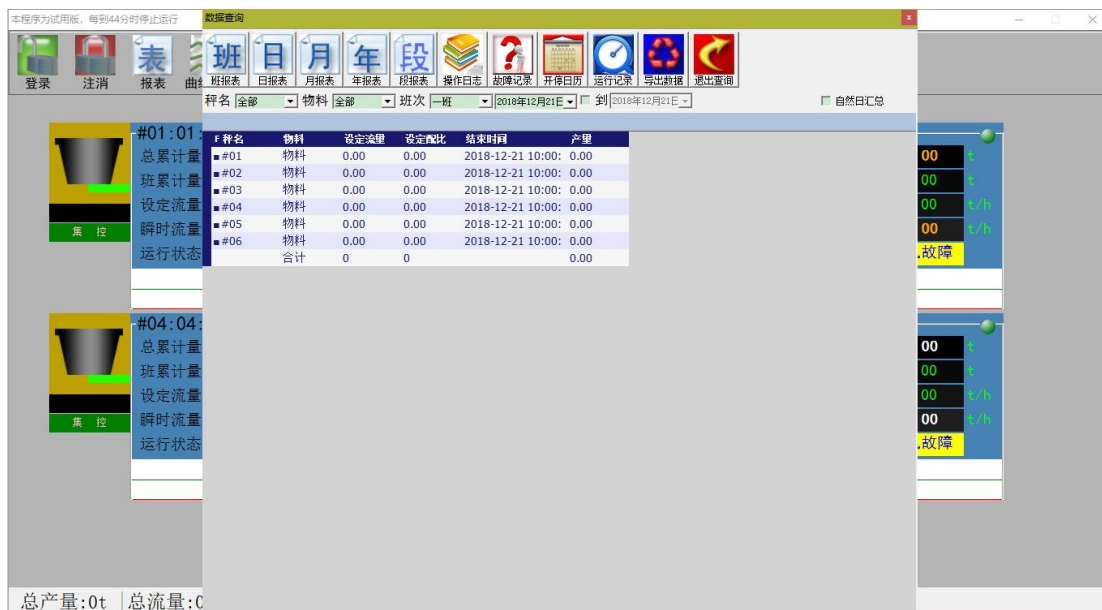 本程序为试用版，每到44分时停止运行
数据查询
表 班 日 月 年 段
登录 注消 报表 班报表 日报表 月报表 年报表 段报表 操作日志 故障记录 开停日历 运行记录 导出数据 退出查询
秤名 全部 物料 全部 班次 一班 2018年12月21日 到 2018年12月21日 自然日汇总
F 秤名 物料 设定流量 设定配比 结束时间 产量
#01 物料 0.00 0.00 2018-12-21 10:00: 0.00
#02 物料 0.00 0.00 2018-12-21 10:00: 0.00
#03 物料 0.00 0.00 2018-12-21 10:00: 0.00
#04 物料 0.00 0.00 2018-12-21 10:00: 0.00
#05 物料 0.00 0.00 2018-12-21 10:00: 0.00
#06 物料 0.00 0.00 2018-12-21 10:00: 0.00
合计 0 0 0.00
#01:01:
总累计量 00 t
班累计量 00 t
设定流量 00 t/h
集 控 瞬时流量 00 t/h
运行状态 故障
#04:04:
总累计量 00 t
班累计量 00 t
设定流量 00 t/h
集 控 瞬时流量 00 t/h
运行状态 故障
总产量:0t 总流量:0